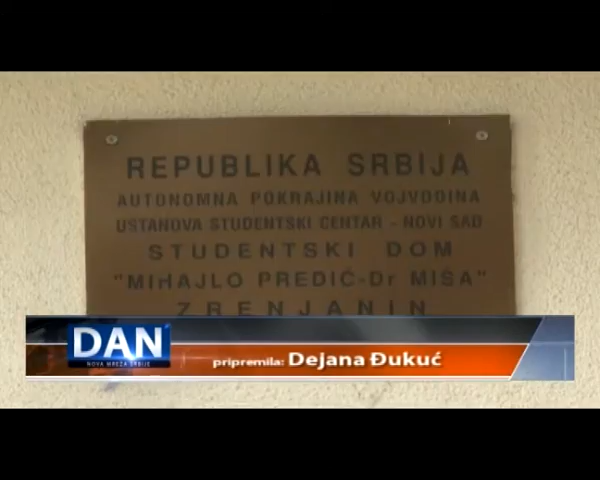 REPUBLIKA SRBIJA
AUTONOMNA POKRAJINA VOJVODINA
USTANOVA STUDENTSKI CENTAR - NOVI SAD
STUDENTSKI DOM
"MIHAJLO PREDIĆ-Dr MIŠA"
ZRENJANIN
DAN
NOVA MREŽA SRBIJE
pripremila: Dejana Đukuć